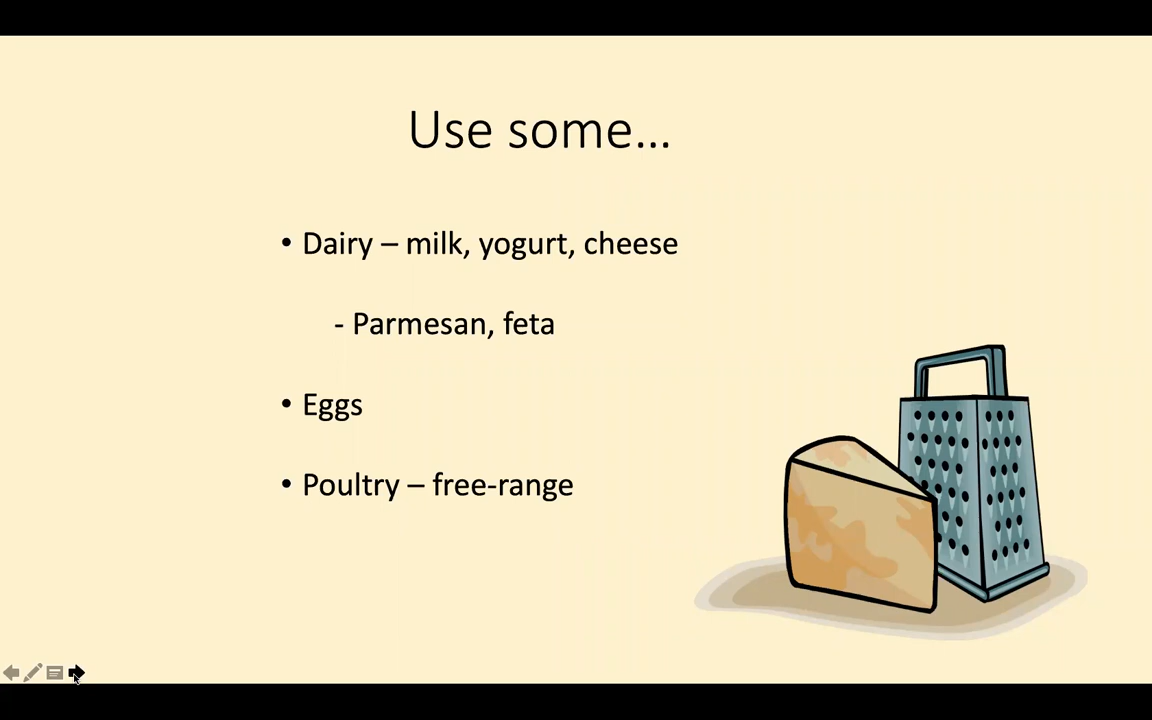 Use some…
• Dairy – milk, yogurt, cheese
- Parmesan, feta
• Eggs
• Poultry – free-range